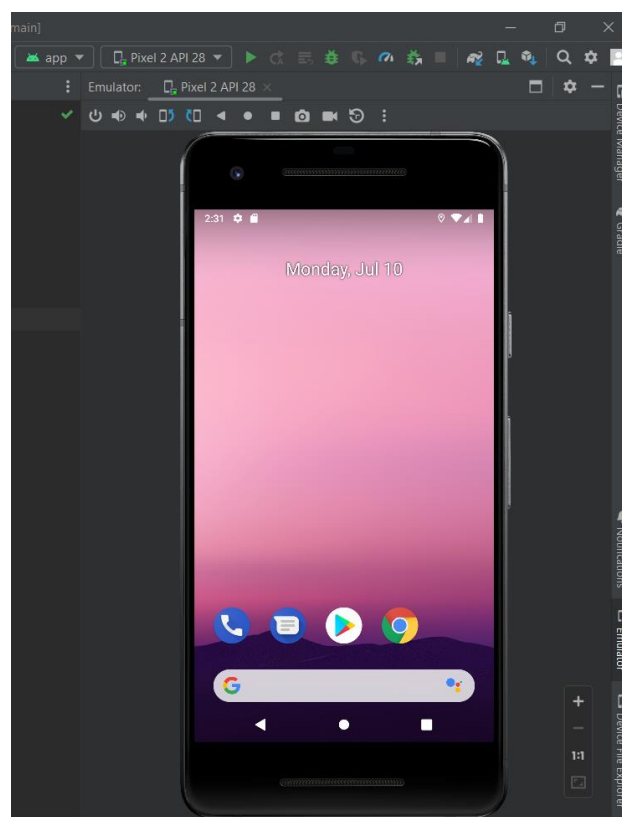 main]
app
Pixel 2 API 28
Emulator:
Pixel 2 API 28
Device Manager
Gradle
2:31
Monday, Jul 10
G
Notifications
Emulator
1:1
Device File Explorer